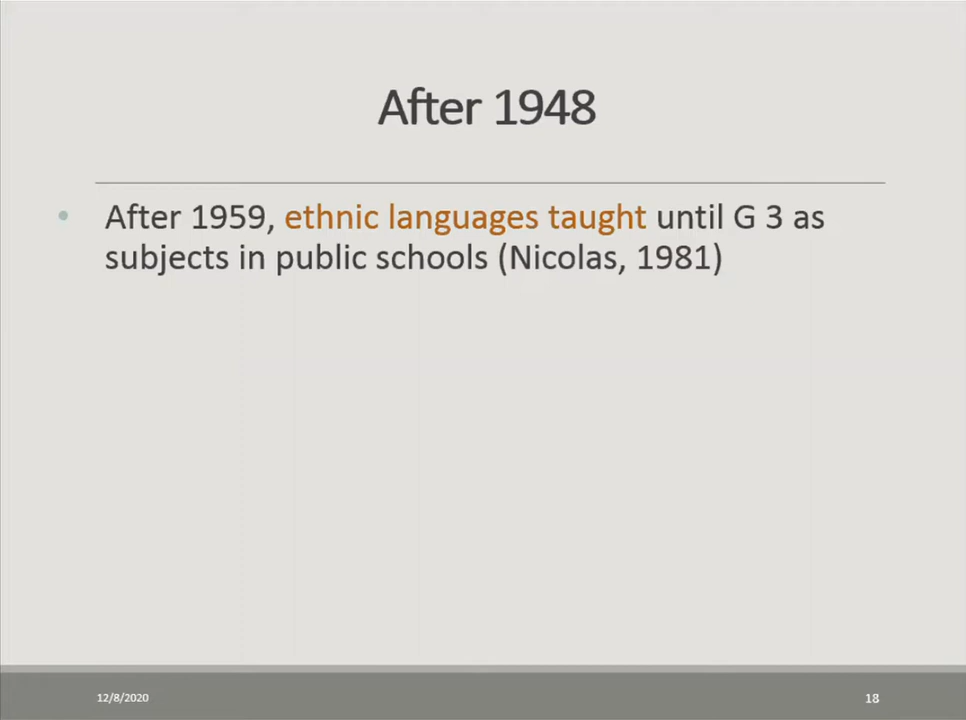 After 1948
• After 1959, ethnic languages taught until G 3 as
subjects in public schools (Nicolas, 1981)
12/8/2020
18